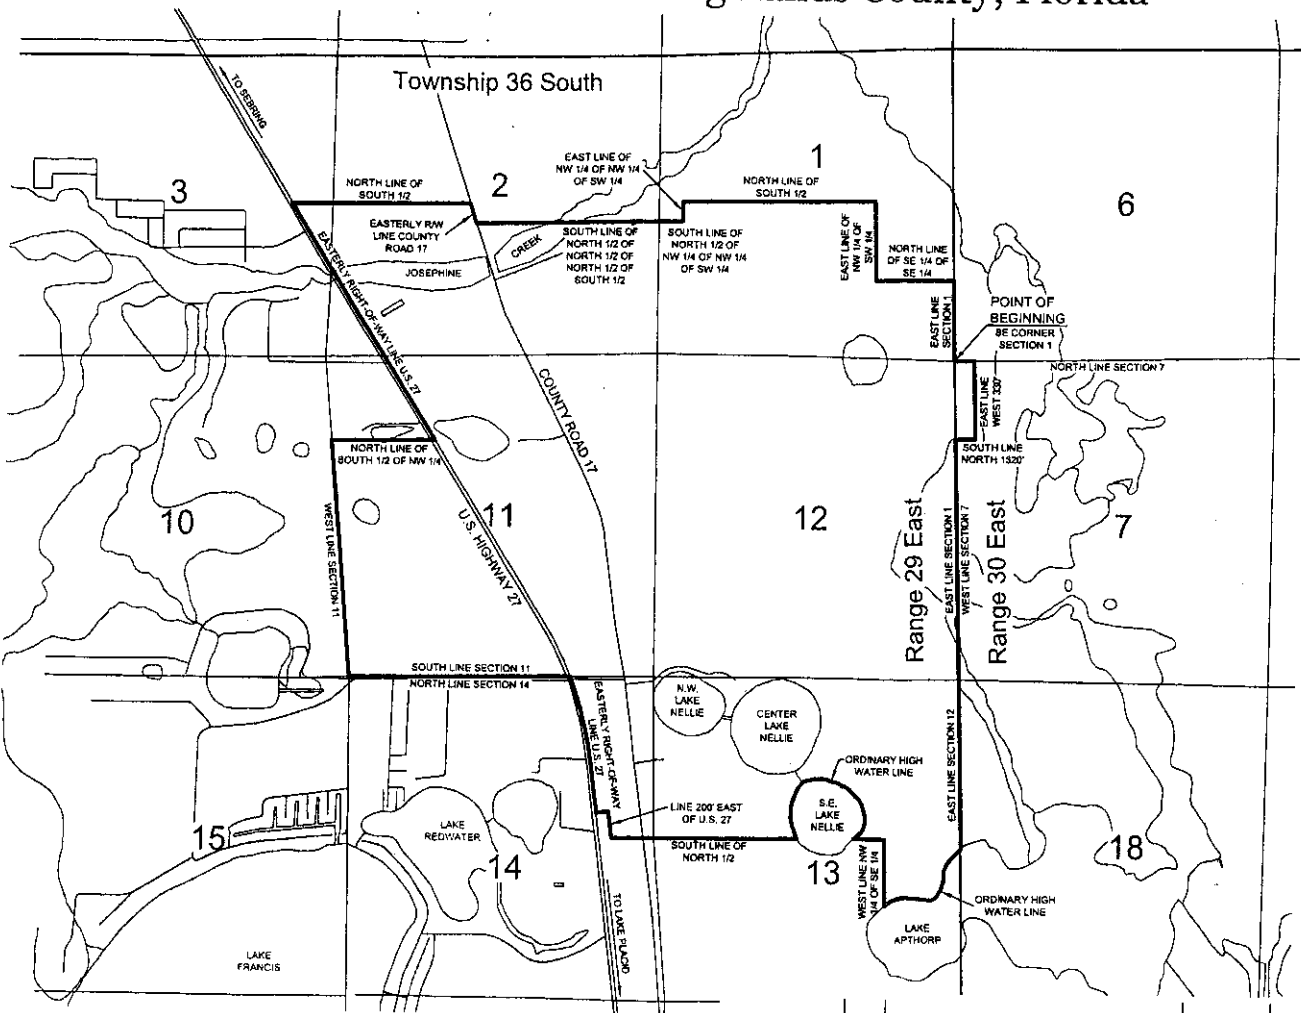 County, Florida
Township 36 South
TO SEBRING
3
2
1
6
NORTH LINE OF
SOUTH 1/2
EAST LINE OF
NW 1/4 OF NW 1/4
OF SW 1/4
NORTH LINE OF
SOUTH 1/2
EASTERLY R/W
LINE COUNTY
ROAD 17
CREEK
JOSEPHINE
SOUTH LINE OF
NORTH 1/2 OF
NORTH 1/2 OF
NORTH 1/2 OF
SOUTH 1/2
SOUTH LINE OF
NORTH 1/2 OF
NW 1/4 OF NW 1/4
OF SW 1/4
EAST LINE OF
NW 1/4 OF
SW 1/4
NORTH LINE
OF SE 1/4 OF
SE 1/4
EASTERLY RIGHT-OF-WAY LINE U.S. 27
EAST LINE
SECTION 1
POINT OF
BEGINNING
SE CORNER
SECTION 1
NORTH LINE SECTION 7
EAST LINE
WEST 330'
SOUTH LINE
NORTH 1320'
COUNTY ROAD 17
NORTH LINE OF
SOUTH 1/2 OF NW 1/4
WEST LINE SECTION 11
10
11
12
7
U.S. HIGHWAY 27
Range 29 East
EAST LINE SECTION 1
WEST LINE SECTION 7
Range 30 East
SOUTH LINE SECTION 11
NORTH LINE SECTION 14
EASTERLY RIGHT-OF-WAY
LINE U.S. 27
N.W.
LAKE
NELLIE
CENTER
LAKE
NELLIE
ORDINARY HIGH
WATER LINE
S.E.
LAKE
NELLIE
EAST LINE SECTION 12
LINE 200' EAST
OF U.S. 27
SOUTH LINE OF
NORTH 1/2
WEST LINE NW
1/4 OF SE 1/4
LAKE
REDWATER
15
14
13
18
ORDINARY HIGH
WATER LINE
LAKE
APTHORP
TO LAKE PLACID
LAKE
FRANCIS